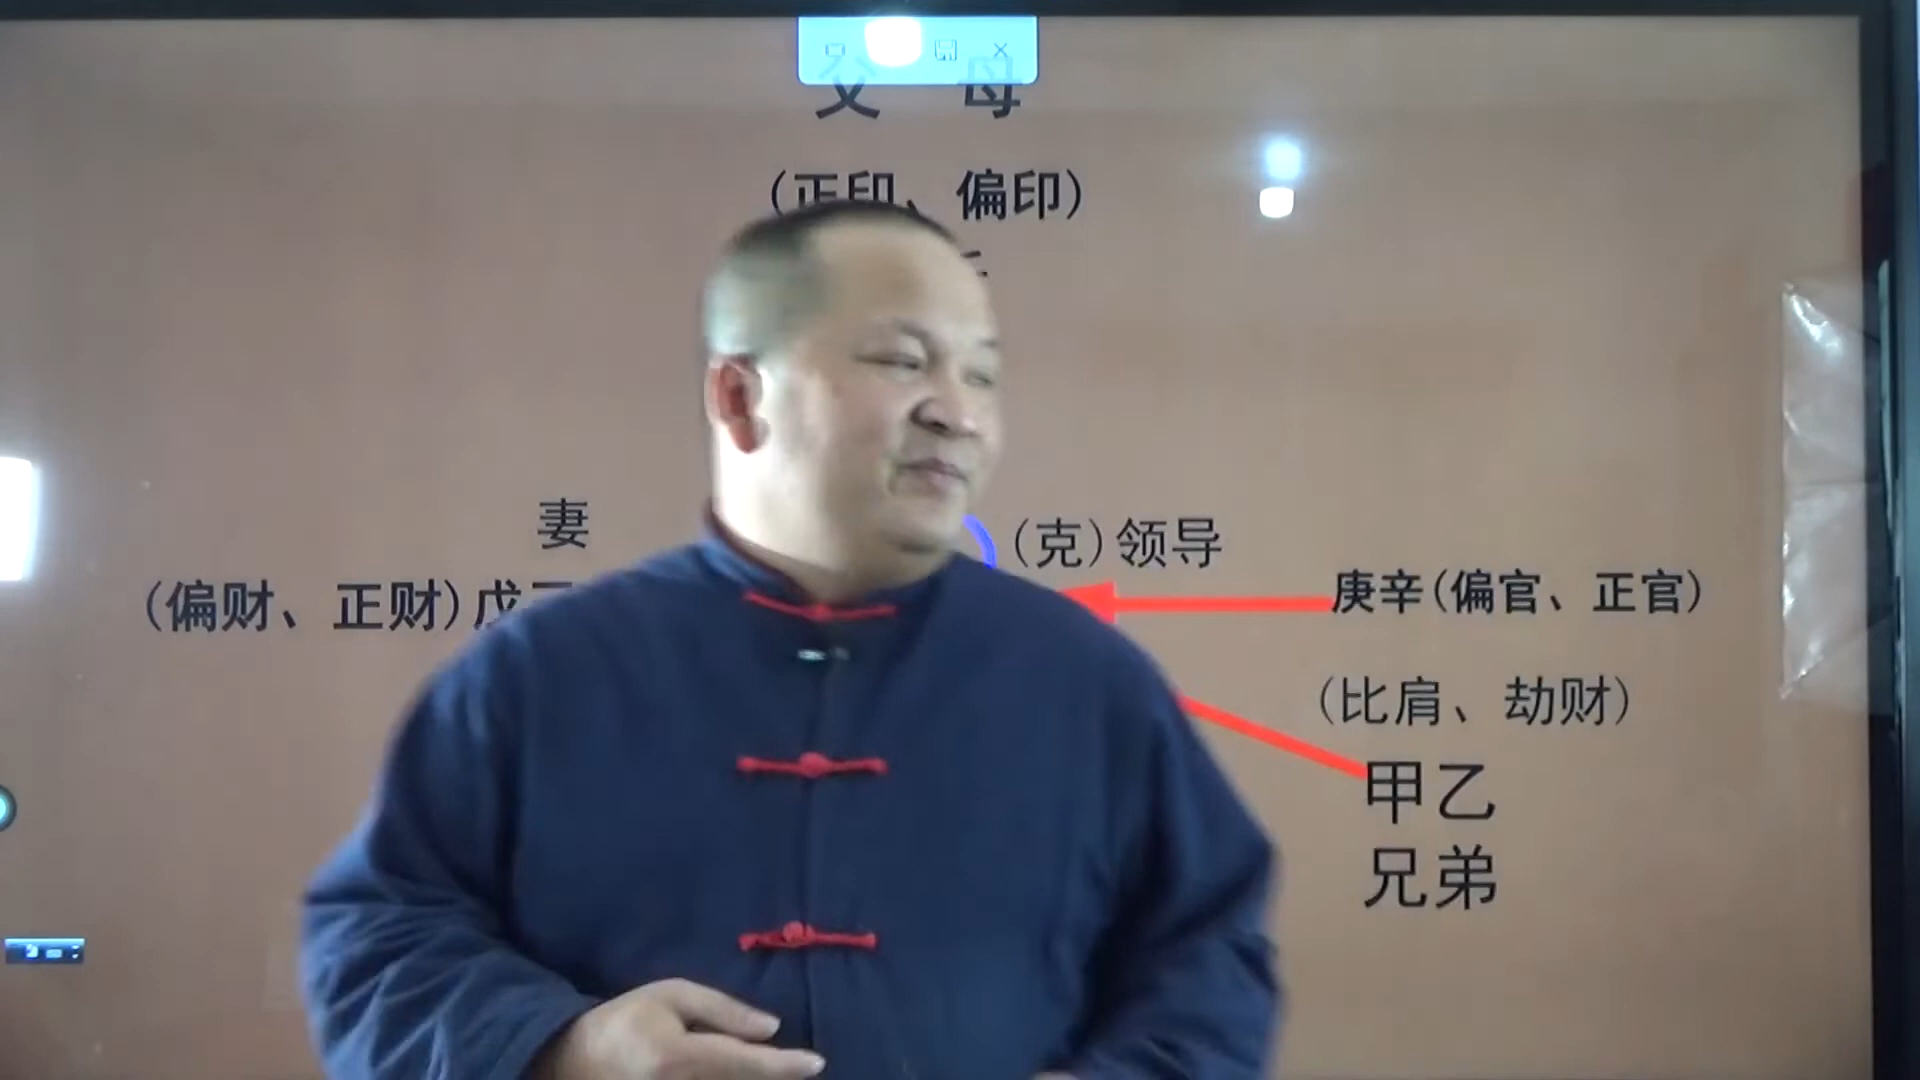 父 母
(正印、偏印)
妻
(克)领导
(偏财、正财)戊
庚辛(偏官、正官)
(比肩、劫财)
甲乙
兄弟